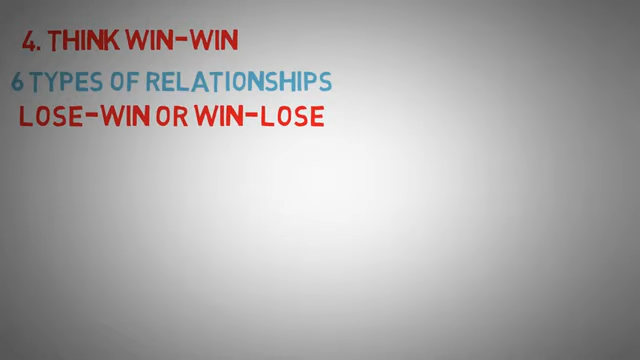 4. THINK WIN-WIN
6 TYPES OF RELATIONSHIPS
LOSE-WIN OR WIN-LOSE